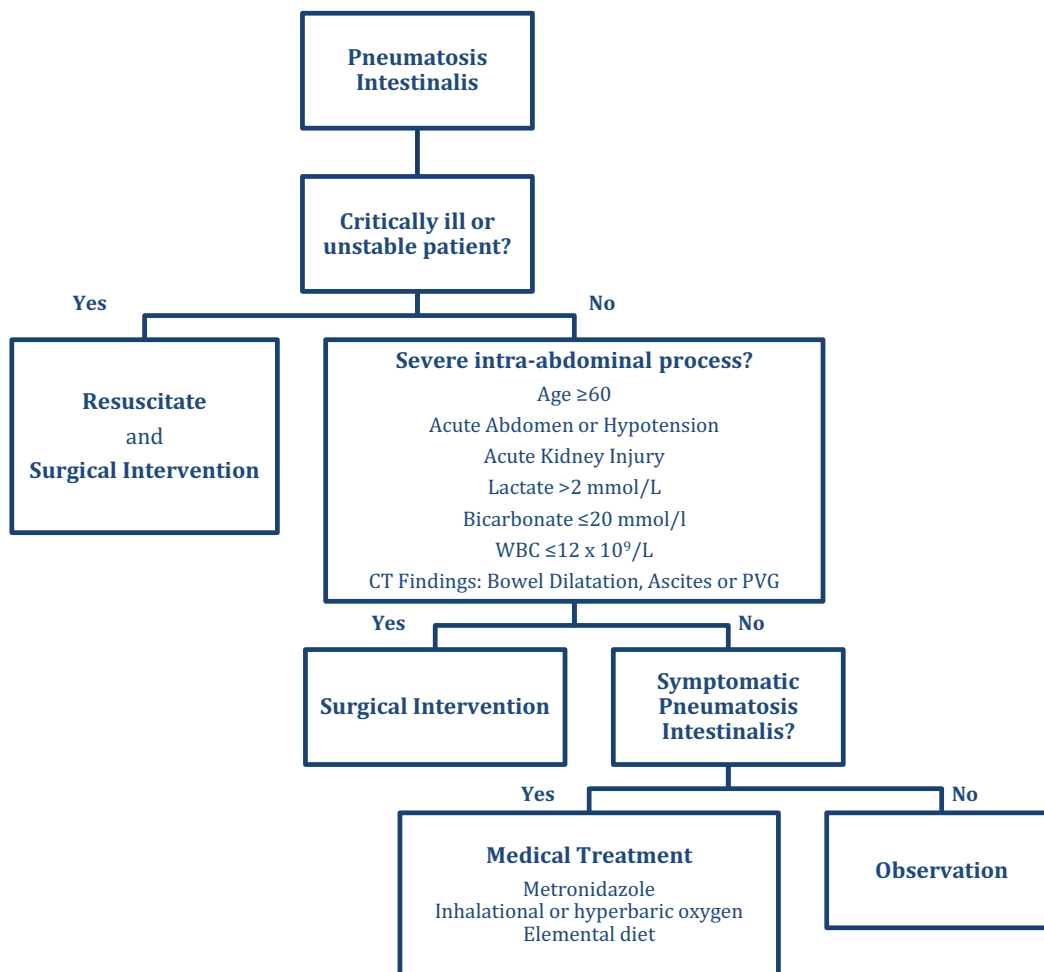 Pneumatosis
Intestinalis
Critically ill or
unstable patient?
Yes
No
Resuscitate
and
Surgical Intervention
Severe intra-abdominal process?
Age ≥60
Acute Abdomen or Hypotension
Acute Kidney Injury
Lactate >2 mmol/L
Bicarbonate ≤20 mmol/l
WBC ≤12 x 10⁹/L
CT Findings: Bowel Dilatation, Ascites or PVG
Yes
No
Surgical Intervention
Symptomatic
Pneumatosis
Intestinalis?
Yes
No
Medical Treatment
Metronidazole
Inhalational or hyperbaric oxygen
Elemental diet
Observation